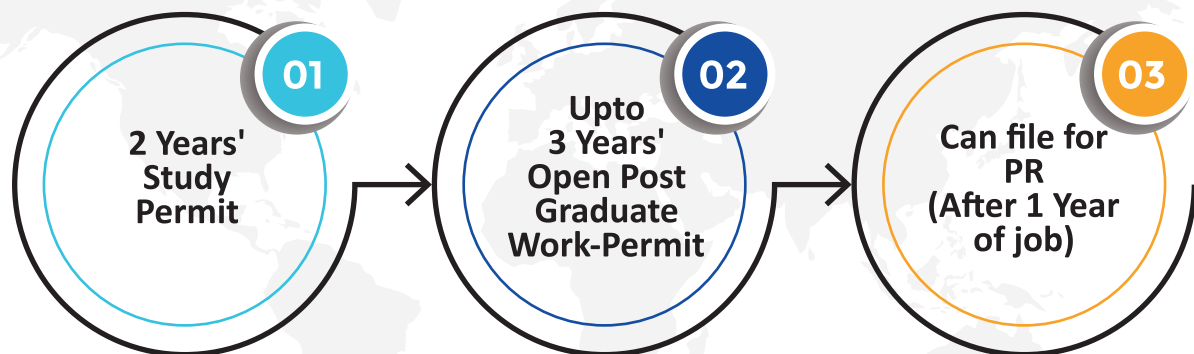 01
2 Years'
Study
Permit
02
Upto
3 Years'
Open Post
Graduate
Work-Permit
03
Can file for
PR
(After 1 Year
of job)